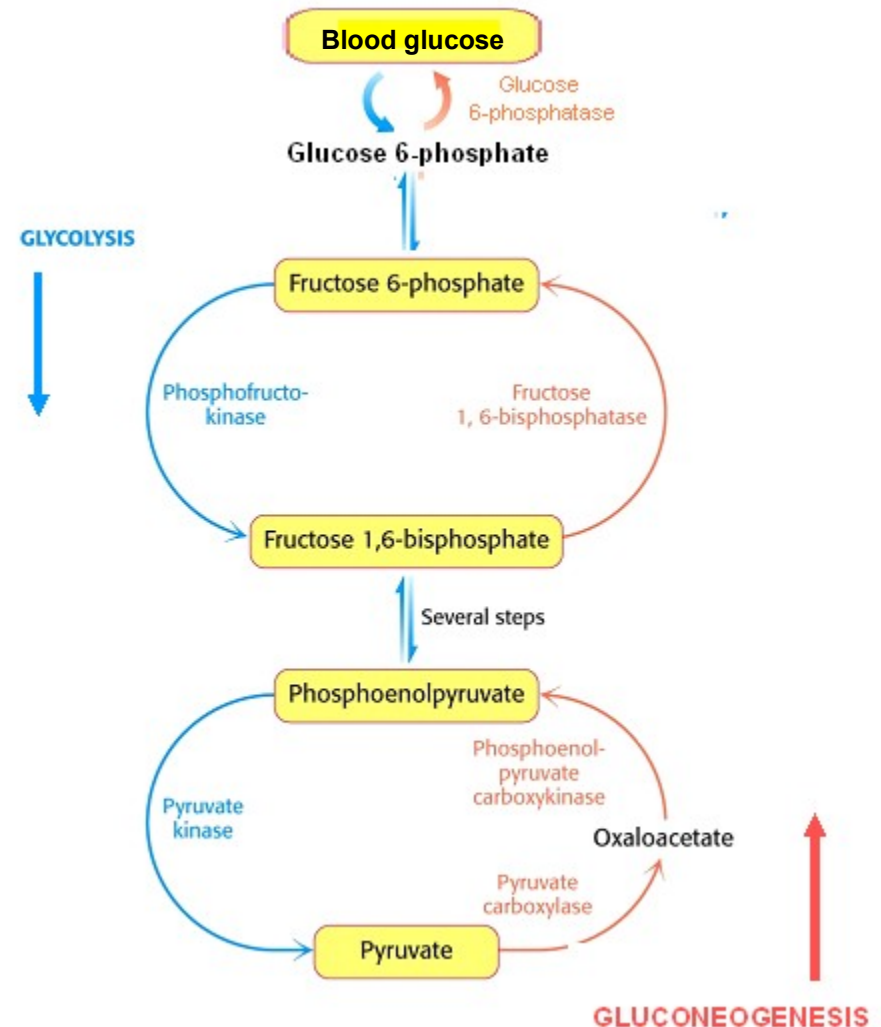 Blood glucose
Glucose
6-phosphatase
Glucose 6-phosphate
GLYCOLYSIS
Fructose 6-phosphate
Phosphofructo-
kinase
Fructose
1, 6-bisphosphatase
Fructose 1,6-bisphosphate
Several steps
Phosphoenolpyruvate
Phosphoenol-
pyruvate
carboxykinase
Pyruvate
kinase
Oxaloacetate
Pyruvate
carboxylase
Pyruvate
GLUCONEOGENESIS